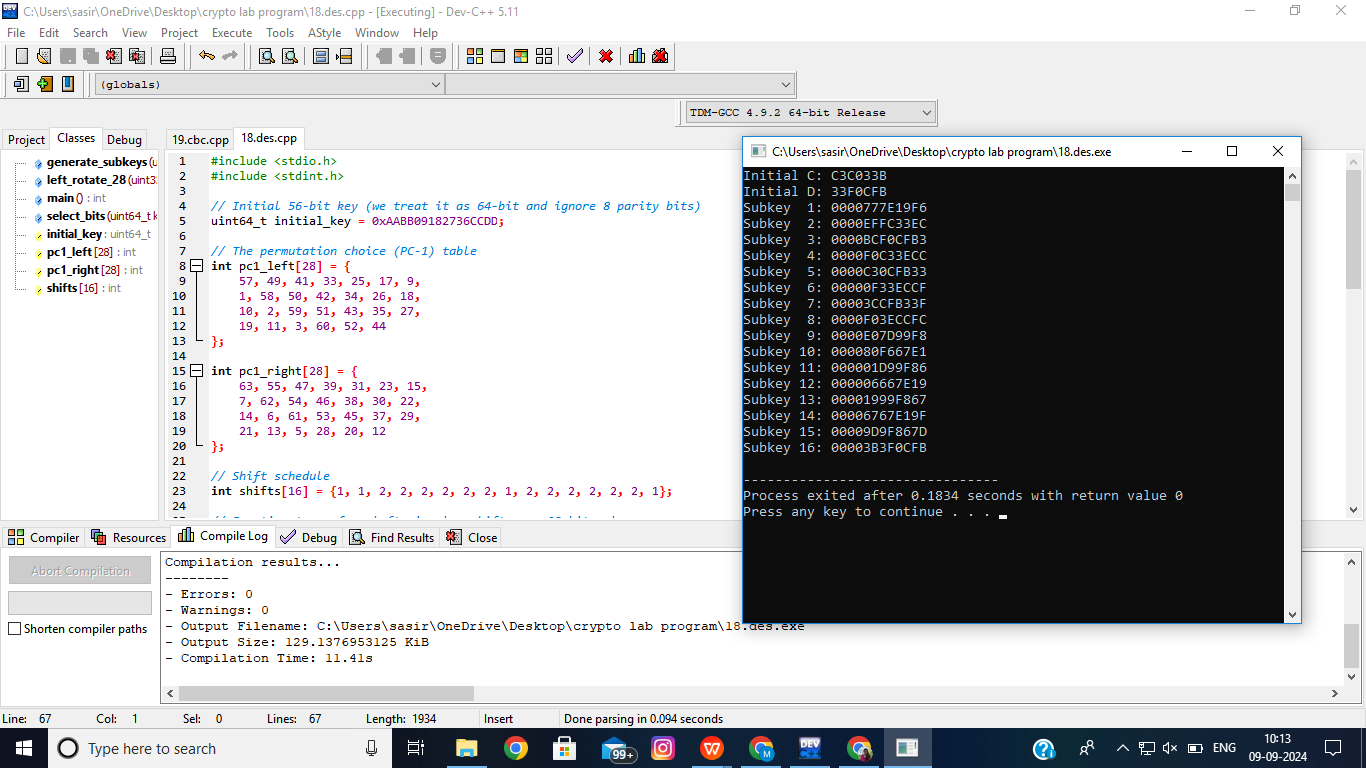 C:\Users\sasir\OneDrive\Desktop\crypto lab program\18.des.cpp - [Executing] - Dev-C++ 5.11
File Edit Search View Project Execute Tools AStyle Window Help
(globals)
TDM-GCC 4.9.2 64-bit Release
Project Classes Debug
generate_subkeys (u
left_rotate_28 (uint3
main () : int
select_bits (uint64_t k
initial_key : uint64_t
pc1_left [28] : int
pc1_right [28] : int
shifts [16] : int
19.cbc.cpp 18.des.cpp
1 #include <stdio.h>
2 #include <stdint.h>
3
4 // Initial 56-bit key (we treat it as 64-bit and ignore 8 parity bits)
5 uint64_t initial_key = 0xAABB09182736CCDD;
6
7 // The permutation choice (PC-1) table
8 int pc1_left[28] = {
9 57, 49, 41, 33, 25, 17, 9,
10 1, 58, 50, 42, 34, 26, 18,
11 10, 2, 59, 51, 43, 35, 27,
12 19, 11, 3, 60, 52, 44
13 };
14
15 int pc1_right[28] = {
16 63, 55, 47, 39, 31, 23, 15,
17 7, 62, 54, 46, 38, 30, 22,
18 14, 6, 61, 53, 45, 37, 29,
19 21, 13, 5, 28, 20, 12
20 };
21
22 // Shift schedule
23 int shifts[16] = {1, 1, 2, 2, 2, 2, 2, 2, 1, 2, 2, 2, 2, 2, 2, 1};
24
C:\Users\sasir\OneDrive\Desktop\crypto lab program\18.des.exe
Initial C: C3C033B
Initial D: 33F0CFB
Subkey 1: 0000777E19F6
Subkey 2: 0000EFFC33EC
Subkey 3: 0000BCF0CFB3
Subkey 4: 0000F0C33ECC
Subkey 5: 0000C30CFB33
Subkey 6: 00000F33ECCF
Subkey 7: 00003CCFB33F
Subkey 8: 0000F03ECCFC
Subkey 9: 0000E07D99F8
Subkey 10: 000080F667E1
Subkey 11: 000001D99F86
Subkey 12: 000006667E19
Subkey 13: 00001999F867
Subkey 14: 00006767E19F
Subkey 15: 00009D9F867D
Subkey 16: 00003B3F0CFB
--------------------------------
Process exited after 0.1834 seconds with return value 0
Press any key to continue . . .
Compiler Resources Compile Log Debug Find Results Close
Abort Compilation
Shorten compiler paths
Compilation results...
--------
- Errors: 0
- Warnings: 0
- Output Filename: C:\Users\sasir\OneDrive\Desktop\crypto lab program\18.des.exe
- Output Size: 129.1376953125 KiB
- Compilation Time: 11.41s
Line: 67 Col: 1 Sel: 0 Lines: 67 Length: 1934 Insert Done parsing in 0.094 seconds
Type here to search
99+
DEV
M
ENG
10:13
09-09-2024